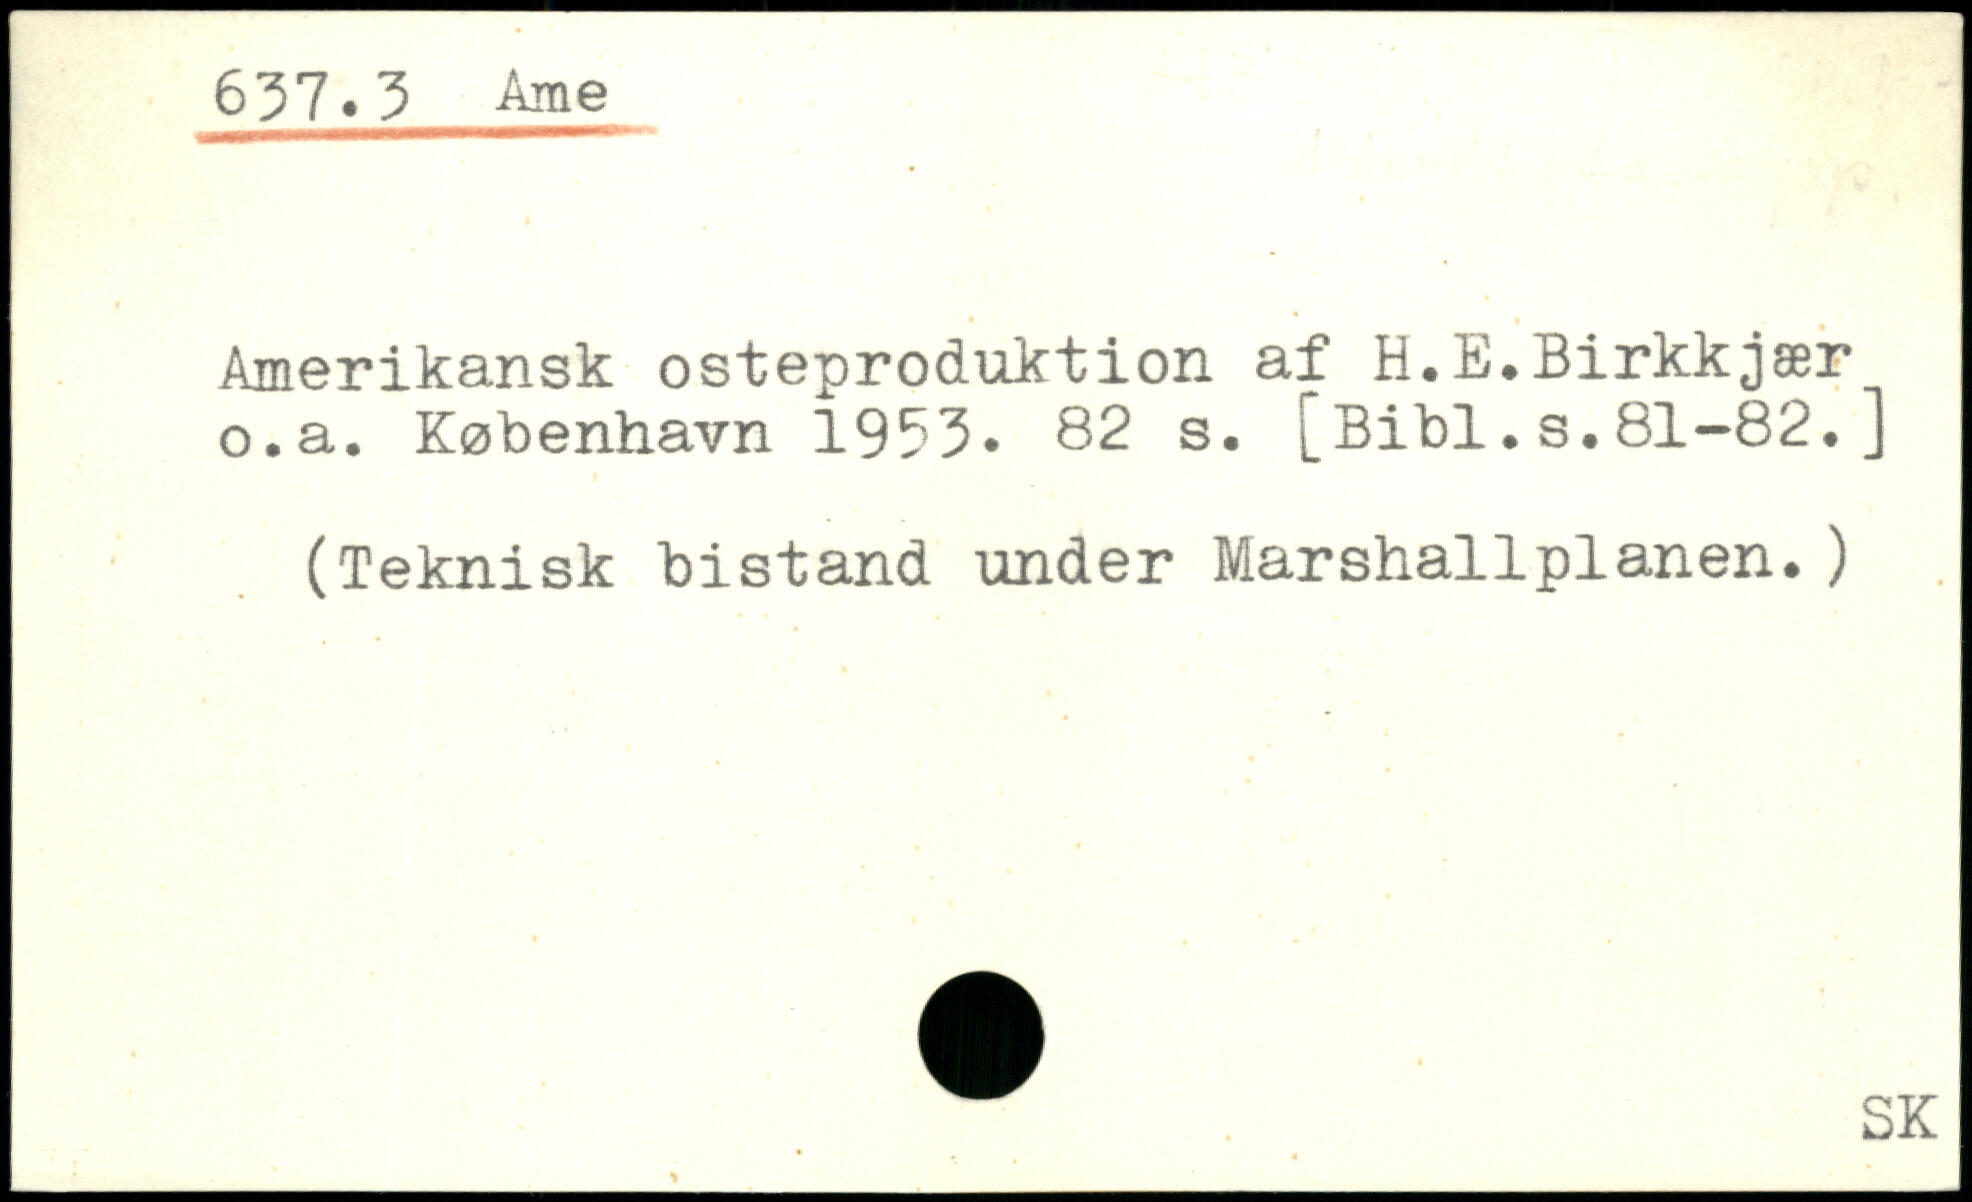 637.3 Ame
Amerikansk osteproduktion af H.E.Birkkjær
o.a. København 1953. 82 s. [Bibl.s.81-82.]
(Teknisk bistand under Marshallplanen.)
SK